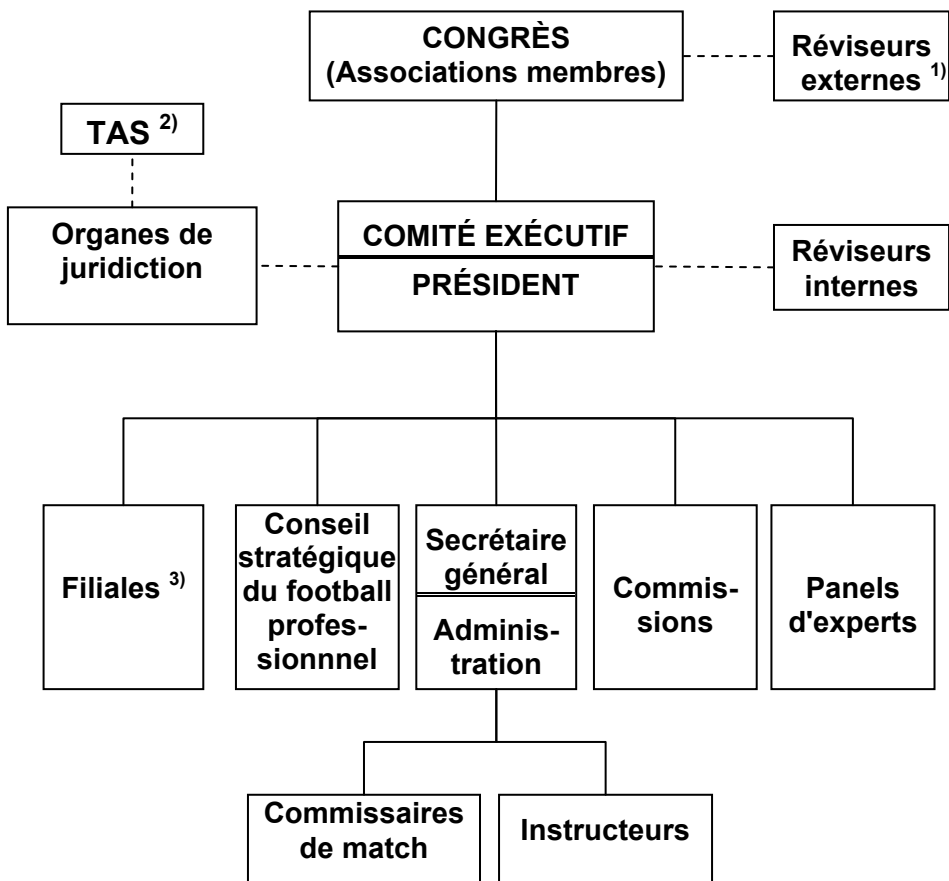 CONGRÈS
(Associations membres)
Réviseurs
externes 1)
TAS 2)
Organes de
juridiction
COMITÉ EXÉCUTIF
PRÉSIDENT
Réviseurs
internes
Filiales 3)
Conseil
stratégique
du football
profes-
sionnnel
Secrétaire
général
Adminis-
tration
Commis-
sions
Panels
d'experts
Commissaires
de match
Instructeurs